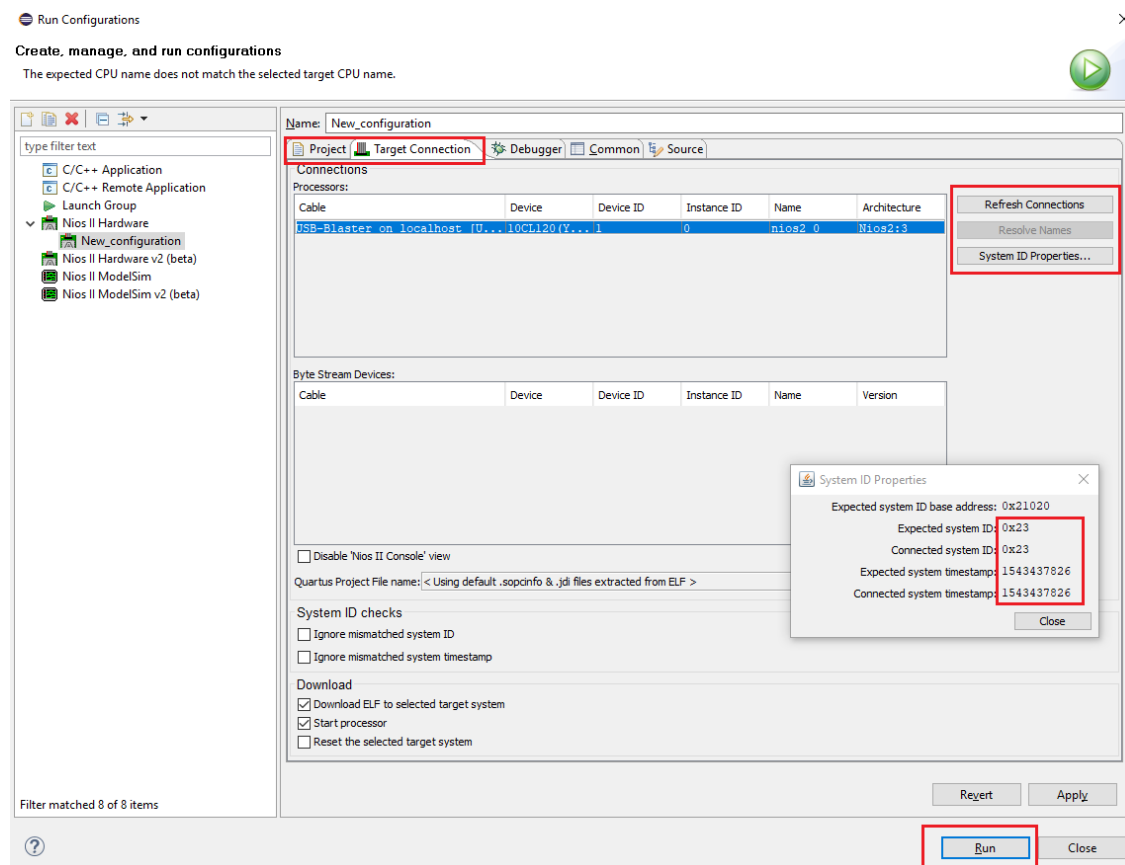 Run Configurations
Create, manage, and run configurations
The expected CPU name does not match the selected target CPU name.
type filter text
C/C++ Application
C/C++ Remote Application
Launch Group
Nios II Hardware
New_configuration
Nios II Hardware v2 (beta)
Nios II ModelSim
Nios II ModelSim v2 (beta)
Filter matched 8 of 8 items
Name: New_configuration
Project Target Connection Debugger Common Source
Connections
Processors:
Cable Device Device ID Instance ID Name Architecture
USB-Blaster on localhost [U... 10CL120(Y... 1 0 nios2_0 Nios2:3
Refresh Connections
Resolve Names
System ID Properties...
Byte Stream Devices:
Cable Device Device ID Instance ID Name Version
Disable 'Nios II Console' view
Quartus Project File name: < Using default .sopcinfo & .jdi files extracted from ELF >
System ID Properties
Expected system ID base address: 0x21020
Expected system ID: 0x23
Connected system ID: 0x23
Expected system timestamp: 1543437826
Connected system timestamp: 1543437826
Close
System ID checks
Ignore mismatched system ID
Ignore mismatched system timestamp
Download
Download ELF to selected target system
Start processor
Reset the selected target system
Revert Apply
Run Close